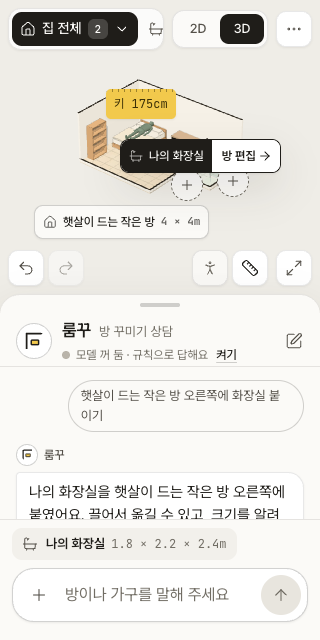 집 전체 2
2D 3D
키 175cm
나의 화장실 방 편집 →
햇살이 드는 작은 방 4 × 4m
룸꾸 방 꾸미기 상담
모델 꺼 둠 · 규칙으로 답해요 켜기
햇살이 드는 작은 방 오른쪽에 화장실 붙
이기
룸꾸
나의 화장실을 햇살이 드는 작은 방 오른쪽에
붙였어요. 끌어서 옮길 수 있고, 크기를 알려
나의 화장실 1.8 × 2.2 × 2.4m
방이나 가구를 말해 주세요